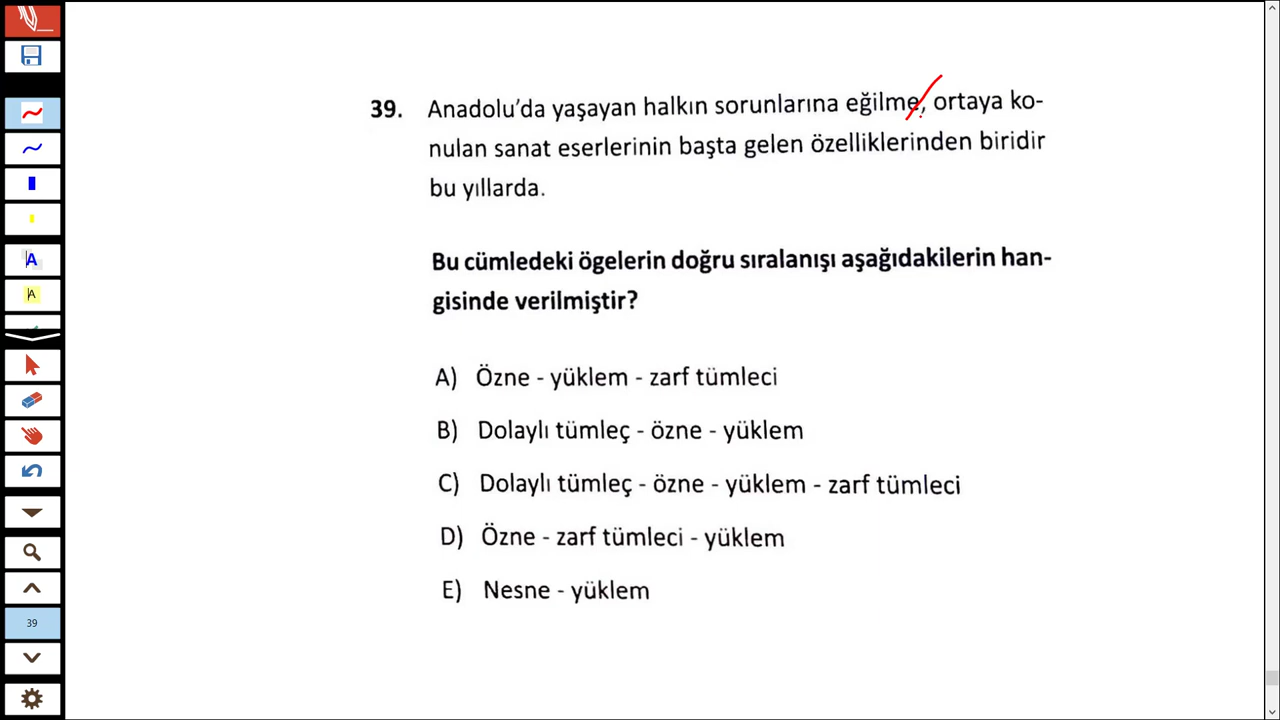 39. Anadolu'da yaşayan halkın sorunlarına eğilme, ortaya ko-
nulan sanat eserlerinin başta gelen özelliklerinden biridir
bu yıllarda.
Bu cümledeki ögelerin doğru sıralanışı aşağıdakilerin han-
gisinde verilmiştir?
A) Özne - yüklem - zarf tümleci
B) Dolaylı tümleç - özne - yüklem
C) Dolaylı tümleç - özne - yüklem - zarf tümleci
D) Özne - zarf tümleci - yüklem
E) Nesne - yüklem
A
A
39